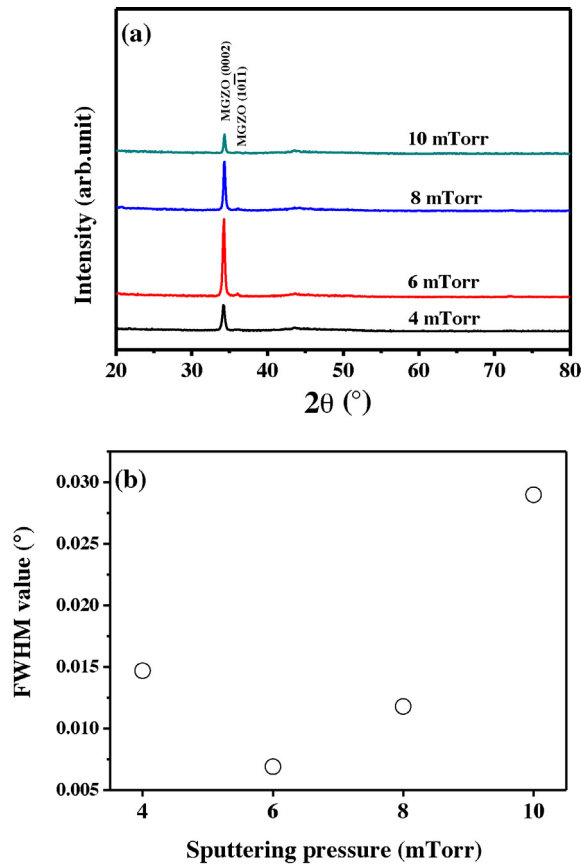 (a)
MGZO (0002)
MGZO (101̅1̅)
10 mTorr
8 mTorr
6 mTorr
4 mTorr
Intensity (arb.unit)
20 30 40 50 60 70 80
2θ (°)
(b)
0.030
0.025
0.020
0.015
0.010
0.005
FWHM value (°)
4 6 8 10
Sputtering pressure (mTorr)